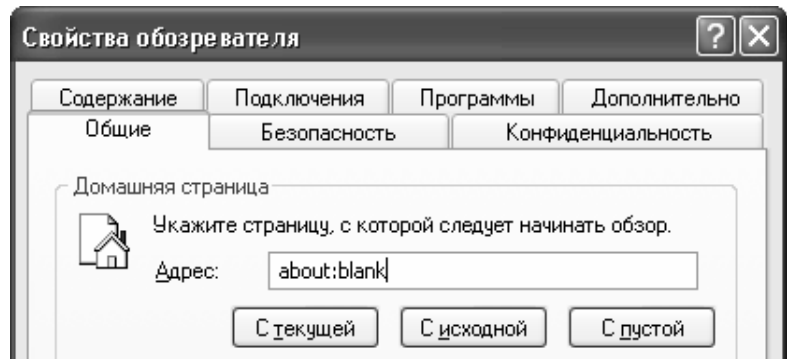 Свойства обозревателя
Содержание Подключения Программы Дополнительно
Общие Безопасность Конфиденциальность
Домашняя страница
Укажите страницу, с которой следует начинать обзор.
Адрес: about:blank
С текущей С исходной С пустой